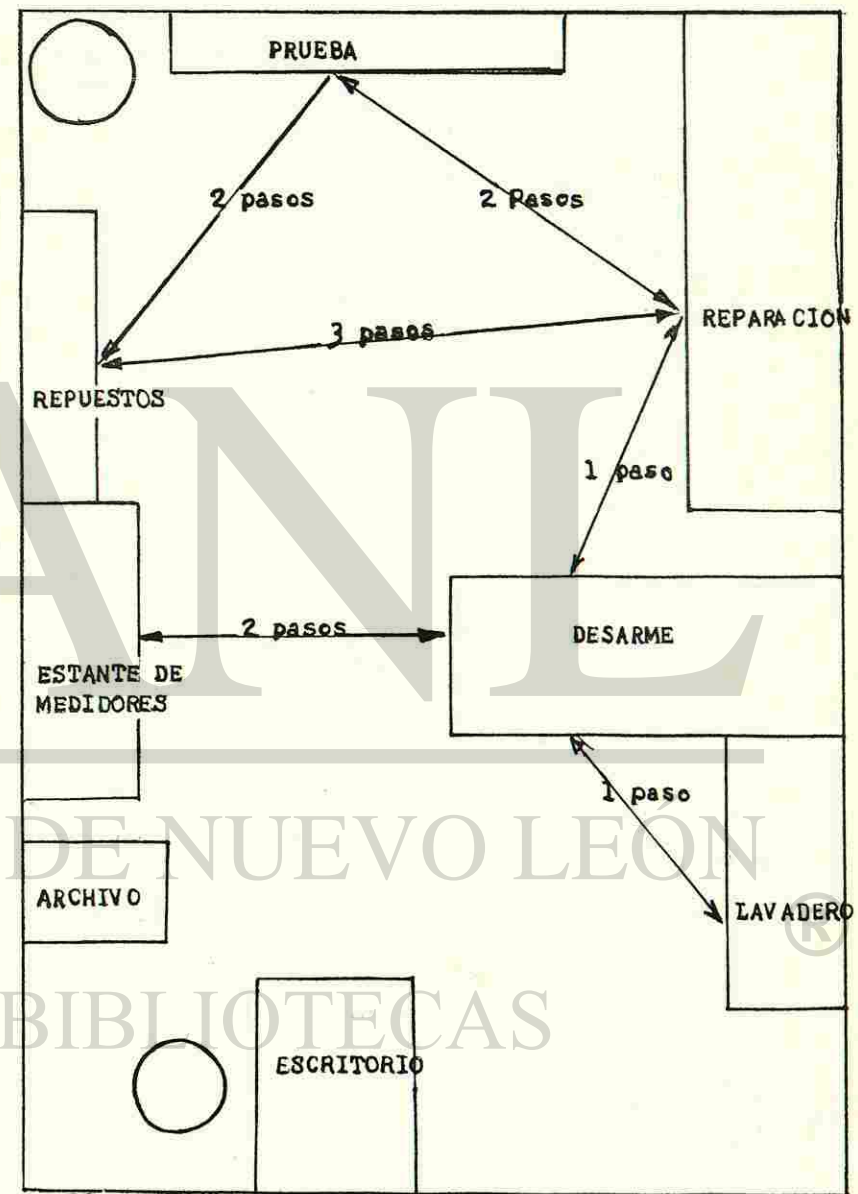 PRUEBA
2 pasos
2 Pasos
3 pasos
REPARACION
REPUESTOS
1 paso
2 pasos
DESARME
ESTANTE DE
MEDIDORES
1 paso
DE NUEVO LEÓN
ARCHIVO
LAVADERO
®
BIBLIOTECAS
ESCRITORIO
ANL